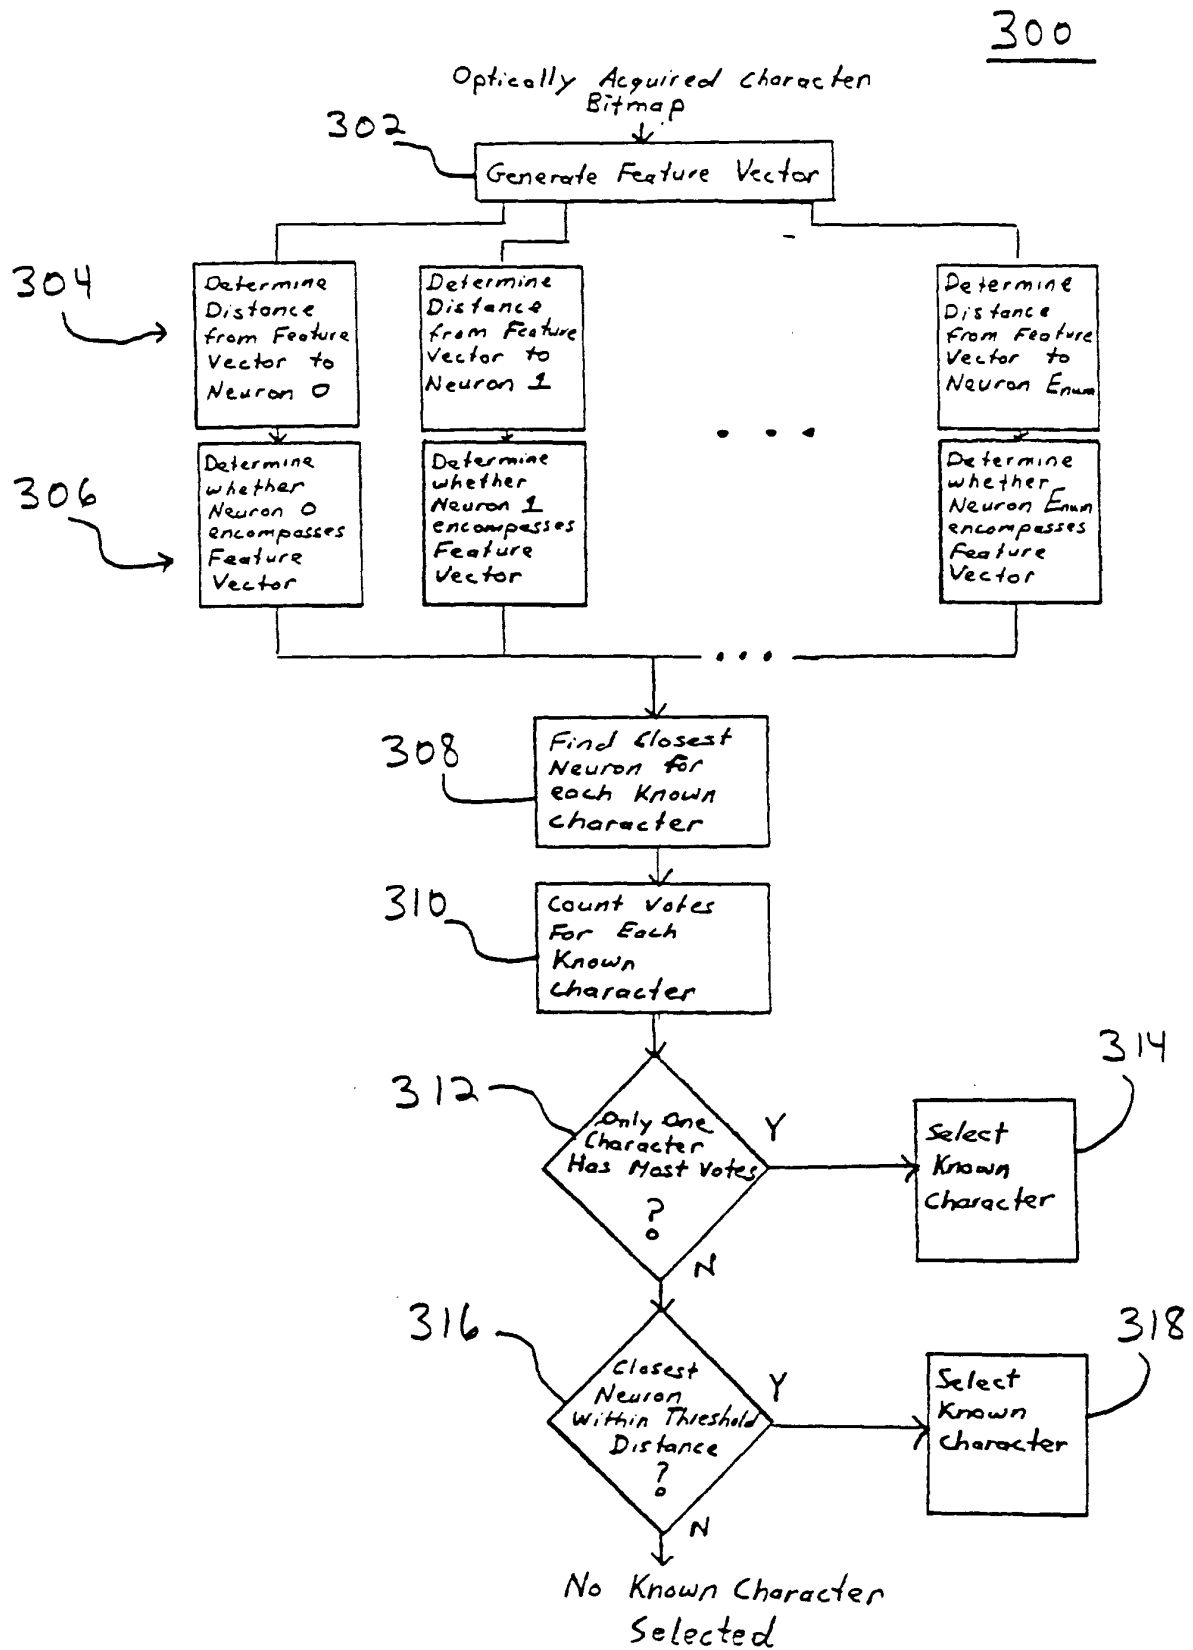 300
Optically Acquired Character
Bitmap
302
Generate Feature Vector
304
Determine
Distance
from Feature
Vector to
Neuron 0
Determine
Distance
from Feature
Vector to
Neuron 1
Determine
Distance
from Feature
Vector to
Neuron Enum
...
306
Determine
whether
Neuron 0
encompasses
Feature
Vector
Determine
whether
Neuron 1
encompasses
Feature
Vector
Determine
whether
Neuron Enum
encompasses
Feature
Vector
...
308
Find Closest
Neuron for
each Known
Character
310
Count Votes
For Each
Known
Character
312
Only One
Character
Has Most Votes
?
Y
N
314
Select
Known
Character
316
Closest
Neuron
Within Threshold
Distance
?
Y
N
318
Select
Known
Character
No Known Character
Selected